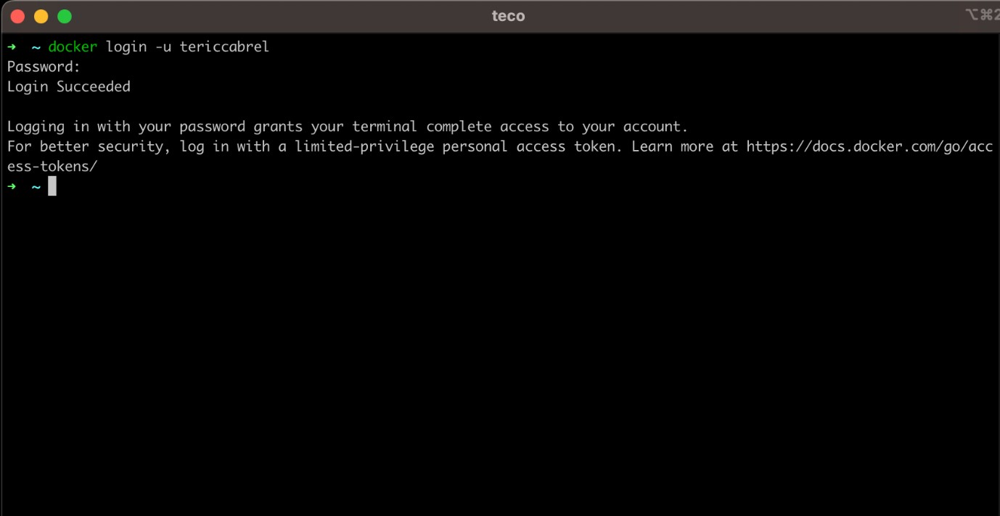 teco
⌥⌘2
➜ ~ docker login -u tericcabrel
Password:
Login Succeeded
Logging in with your password grants your terminal complete access to your account.
For better security, log in with a limited-privilege personal access token. Learn more at https://docs.docker.com/go/acc
ess-tokens/
➜ ~